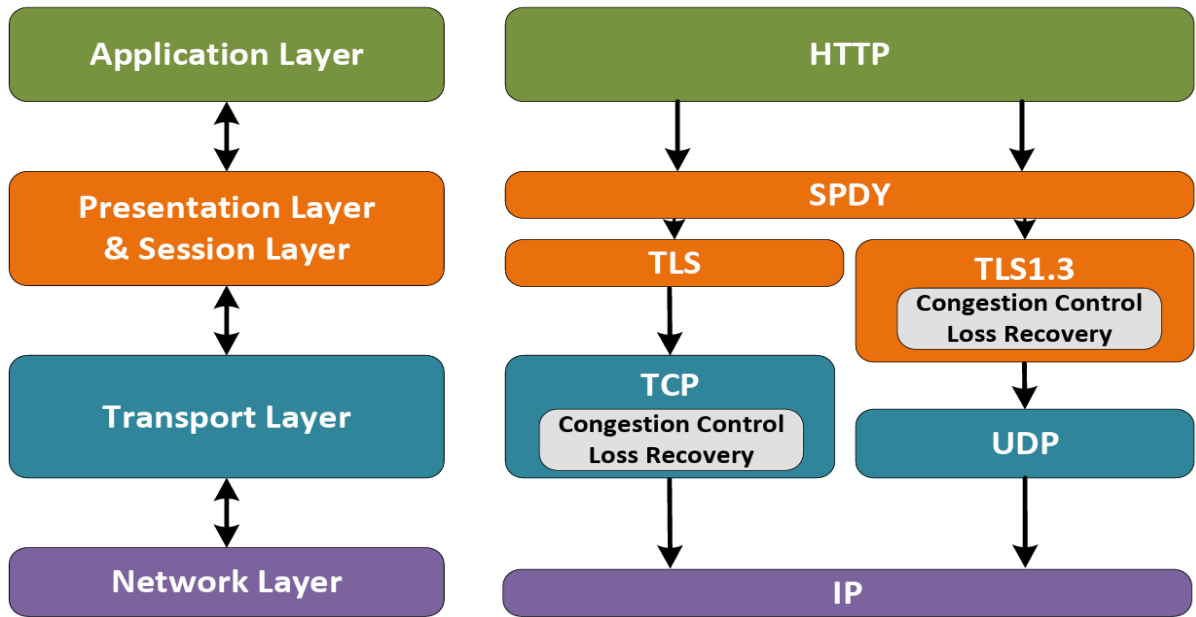 Application Layer
Presentation Layer
& Session Layer
Transport Layer
Network Layer
HTTP
SPDY
TLS
TLS1.3
Congestion Control
Loss Recovery
TCP
Congestion Control
Loss Recovery
UDP
IP